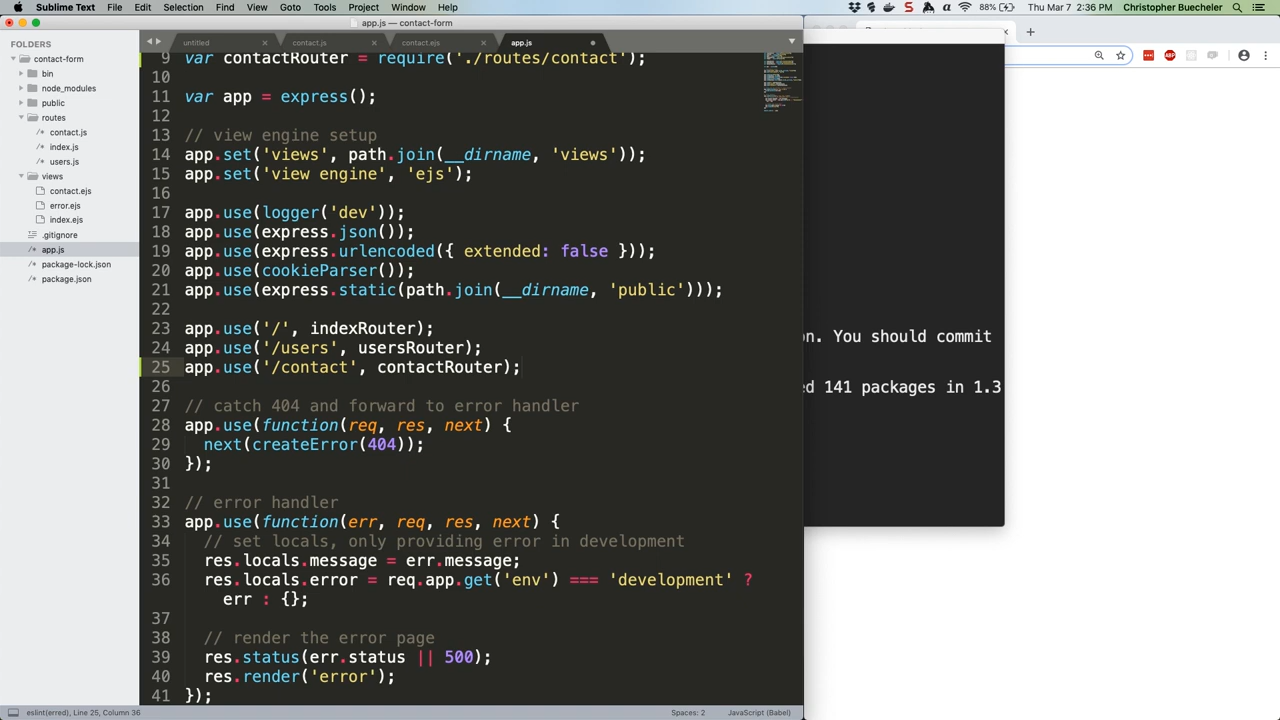 Sublime Text File Edit Selection Find View Goto Tools Project Window Help
88% Thu Mar 7 2:36 PM Christopher Buecheler
app.js — contact-form
untitled contact.js contact.ejs app.js
FOLDERS
contact-form
bin
node_modules
public
routes
contact.js
index.js
users.js
views
contact.ejs
error.ejs
index.ejs
.gitignore
app.js
package-lock.json
package.json
9 var contactRouter = require('./routes/contact');
10
11 var app = express();
12
13 // view engine setup
14 app.set('views', path.join(__dirname, 'views'));
15 app.set('view engine', 'ejs');
16
17 app.use(logger('dev'));
18 app.use(express.json());
19 app.use(express.urlencoded({ extended: false }));
20 app.use(cookieParser());
21 app.use(express.static(path.join(__dirname, 'public')));
22
23 app.use('/', indexRouter);
24 app.use('/users', usersRouter);
25 app.use('/contact', contactRouter);
26
27 // catch 404 and forward to error handler
28 app.use(function(req, res, next) {
29 next(createError(404));
30 });
31
32 // error handler
33 app.use(function(err, req, res, next) {
34 // set locals, only providing error in development
35 res.locals.message = err.message;
36 res.locals.error = req.app.get('env') === 'development' ?
err : {};
37
38 // render the error page
39 res.status(err.status || 500);
40 res.render('error');
41 });
on. You should commit
ed 141 packages in 1.3
ABP
eslint(erred), Line 25, Column 36 Spaces: 2 JavaScript (Babel)